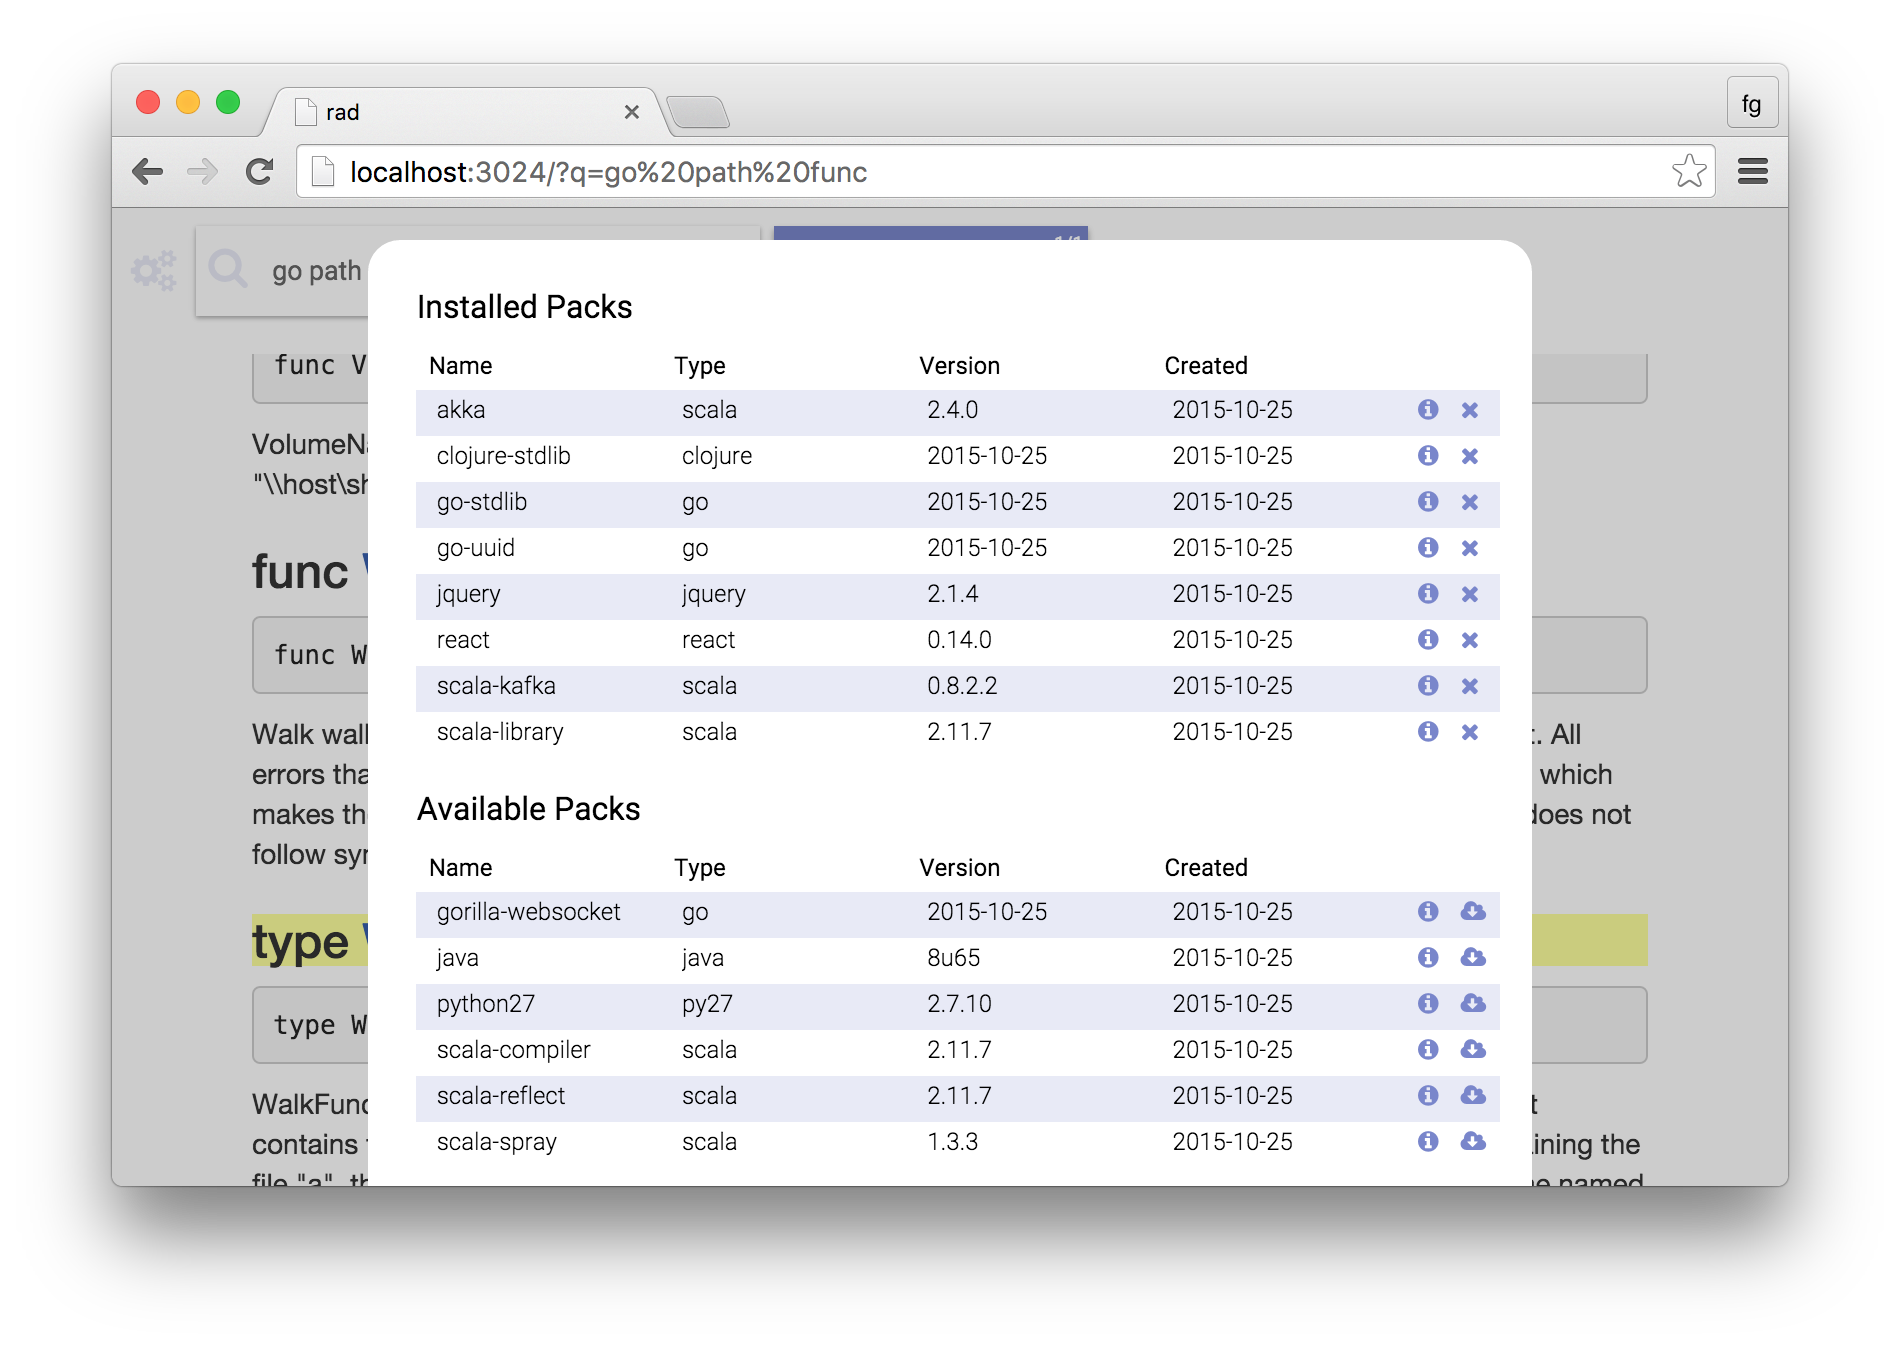 rad
fg
localhost:3024/?q=go%20path%20func
1/1
go path
Installed Packs
Name Type Version Created
akka scala 2.4.0 2015-10-25
clojure-stdlib clojure 2015-10-25 2015-10-25
go-stdlib go 2015-10-25 2015-10-25
go-uuid go 2015-10-25 2015-10-25
jquery jquery 2.1.4 2015-10-25
react react 0.14.0 2015-10-25
scala-kafka scala 0.8.2.2 2015-10-25
scala-library scala 2.11.7 2015-10-25
Available Packs
Name Type Version Created
gorilla-websocket go 2015-10-25 2015-10-25
java java 8u65 2015-10-25
python27 py27 2.7.10 2015-10-25
scala-compiler scala 2.11.7 2015-10-25
scala-reflect scala 2.11.7 2015-10-25
scala-spray scala 1.3.3 2015-10-25
func V
VolumeNa
"\\host\sh
func
func W
Walk wal t. All
errors tha which
makes th does not
follow syn
type
type W
WalkFunc t
contains ining the
file "a", th e named